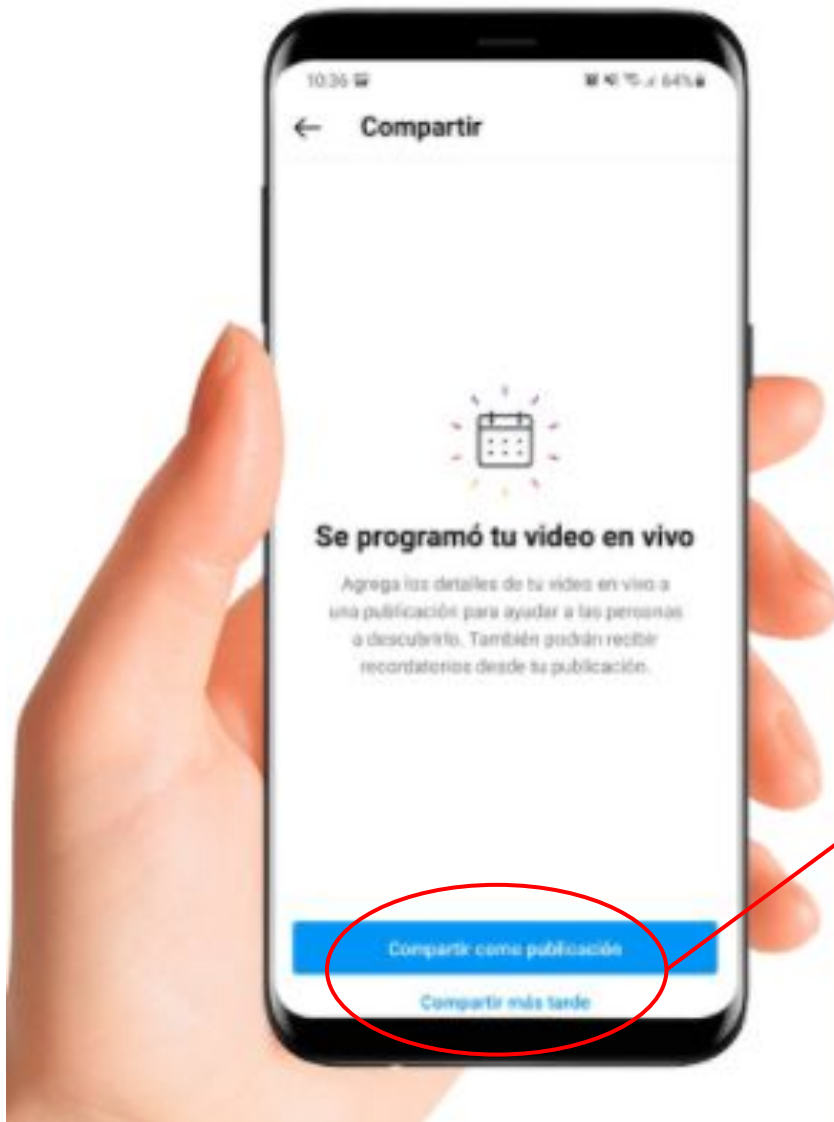 10:36
64%
Compartir
Se programó tu video en vivo
Agrega los detalles de tu video en vivo a
una publicación para ayudar a las personas
a descubrirlo. También podrán recibir
recordatorios desde tu publicación.
Compartir como publicación
Compartir más tarde